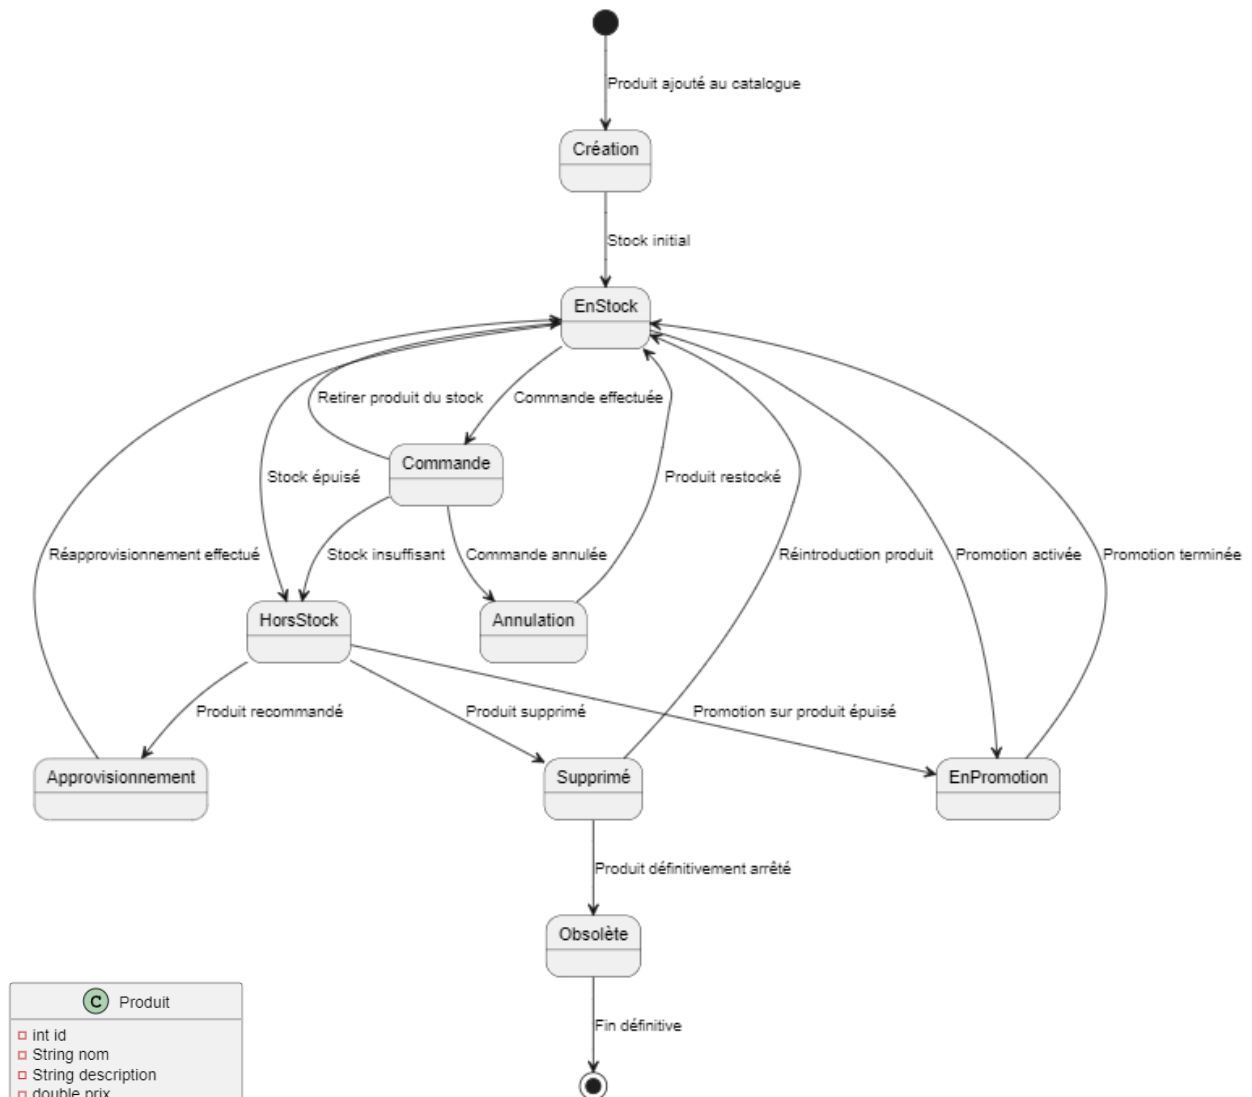 Produit ajouté au catalogue
Création
Stock initial
EnStock
Retirer produit du stock
Commande effectuée
Commande
Stock épuisé
Produit restocké
Réapprovisionnement effectué
Stock insuffisant
Commande annulée
Réintroduction produit
Promotion activée
Promotion terminée
HorsStock
Annulation
Produit recommandé
Produit supprimé
Promotion sur produit épuisé
Approvisionnement
Supprimé
EnPromotion
Produit définitivement arrêté
Obsolète
C Produit
Fin définitive
int id
String nom
String description
double prix